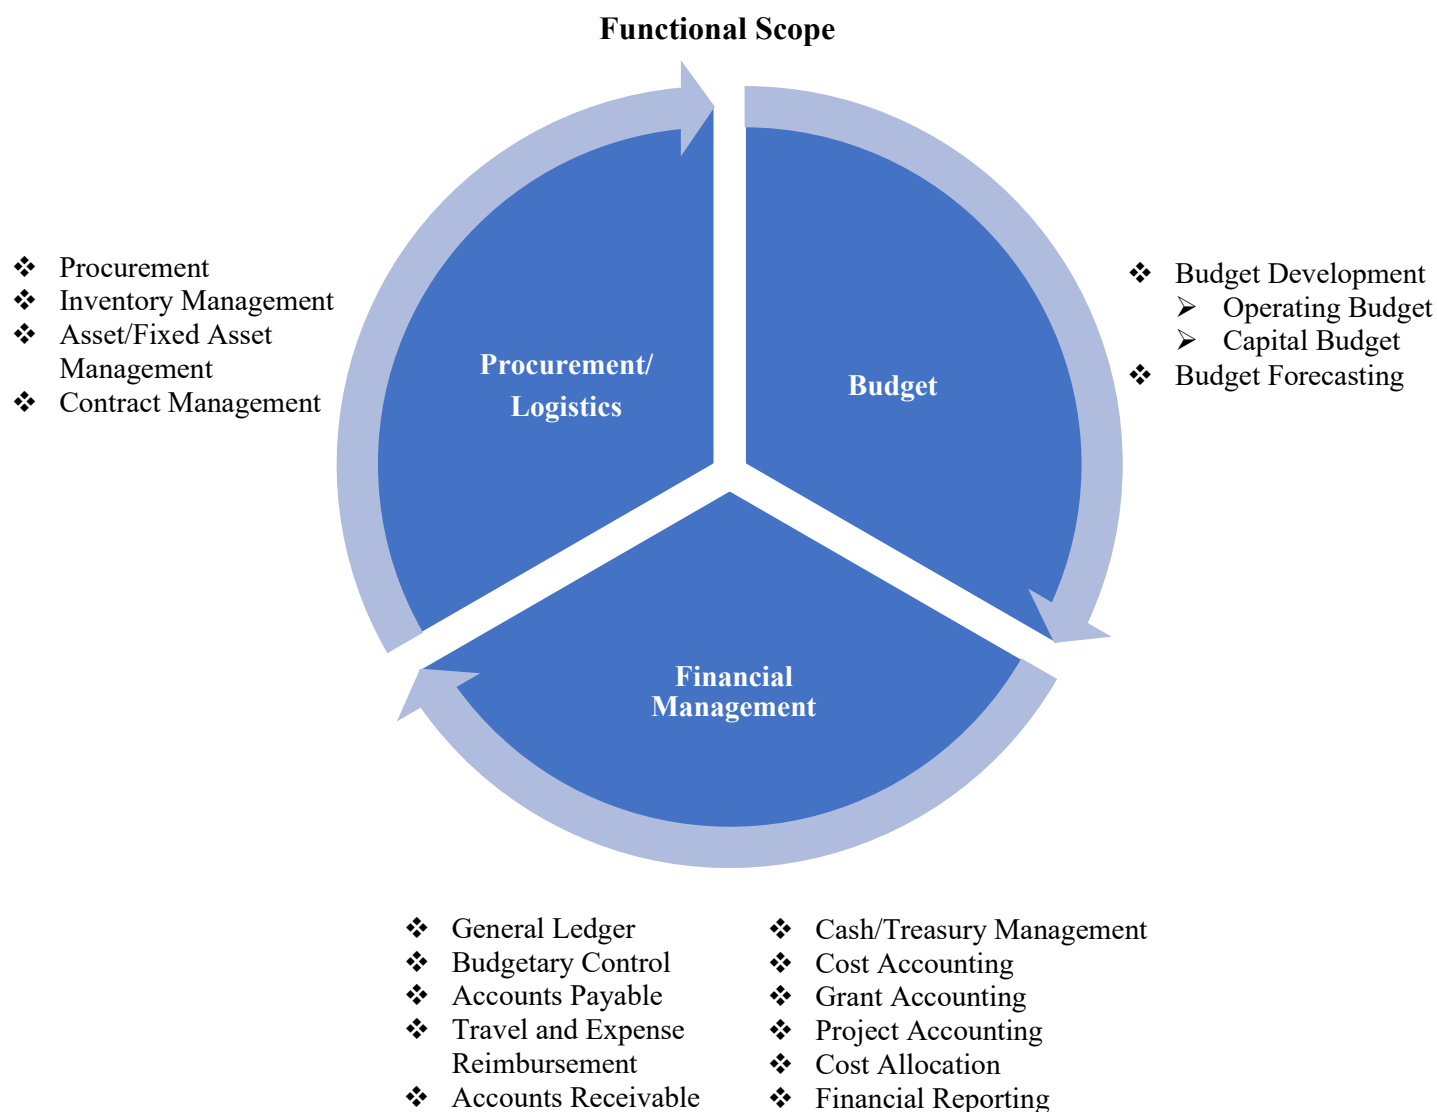 Functional Scope
❖ Procurement
❖ Inventory Management
❖ Asset/Fixed Asset
Management
❖ Contract Management
Procurement/
Logistics
Budget
❖ Budget Development
➢ Operating Budget
➢ Capital Budget
❖ Budget Forecasting
Financial
Management
❖ General Ledger
❖ Budgetary Control
❖ Accounts Payable
❖ Travel and Expense
Reimbursement
❖ Accounts Receivable
❖ Cash/Treasury Management
❖ Cost Accounting
❖ Grant Accounting
❖ Project Accounting
❖ Cost Allocation
❖ Financial Reporting